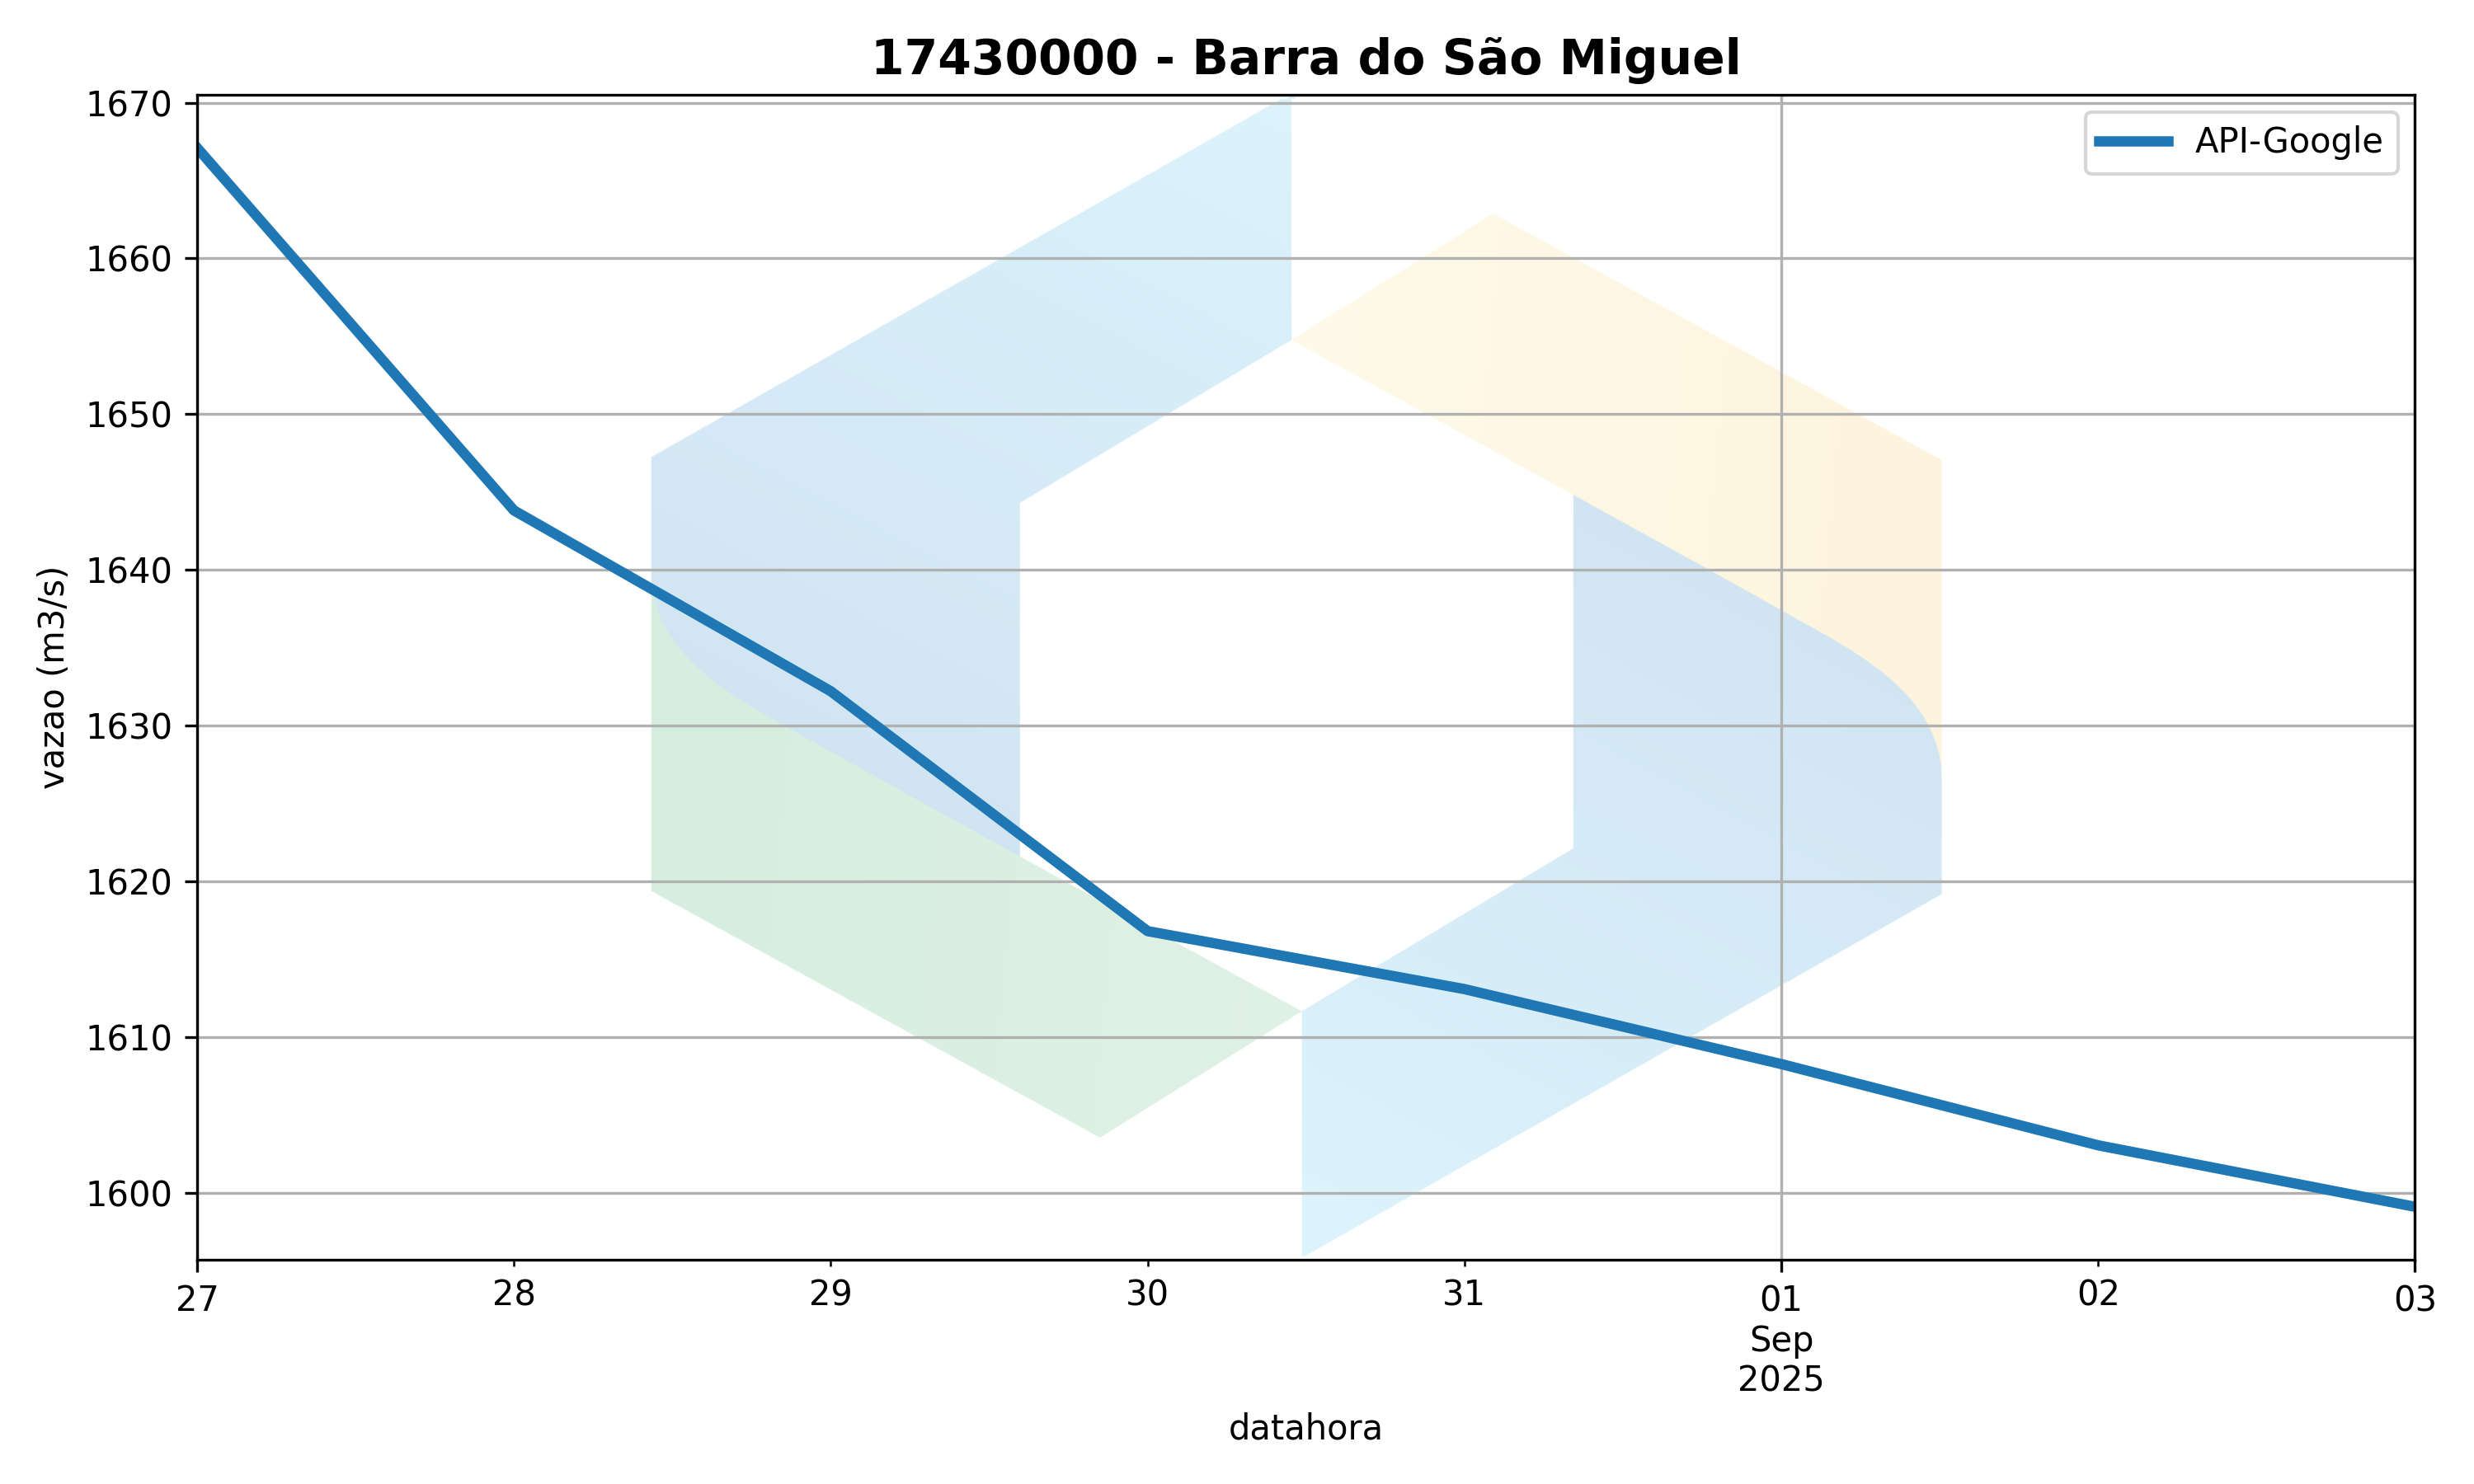 17430000 - Barra do São Miguel
API-Google
vazao (m3/s)
1670
1660
1650
1640
1630
1620
1610
1600
27 28 29 30 31 01 02 03
Sep
2025
datahora